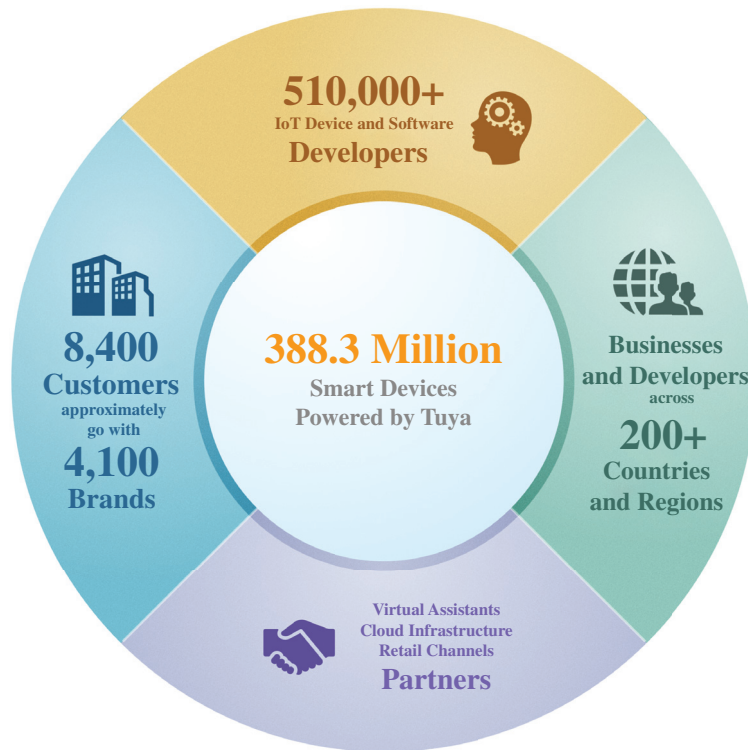 510,000+
IoT Device and Software
Developers
8,400
Customers
approximately
go with
4,100
Brands
388.3 Million
Smart Devices
Powered by Tuya
Businesses
and Developers
across
200+
Countries
and Regions
Virtual Assistants
Cloud Infrastructure
Retail Channels
Partners